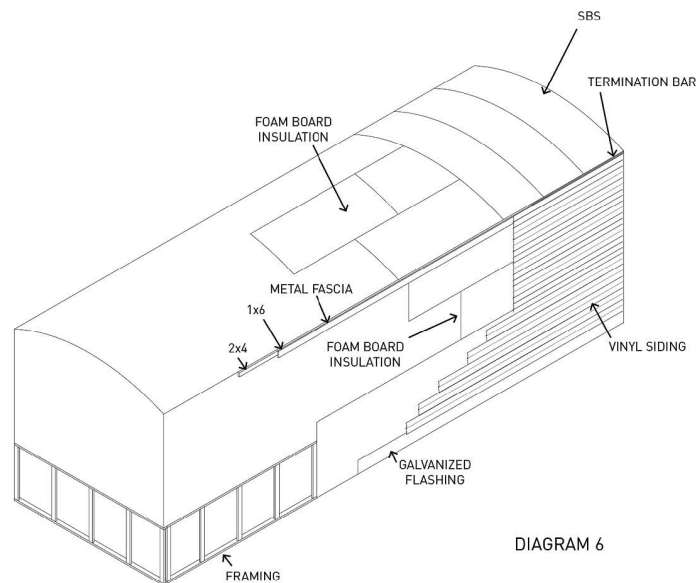 SBS
TERMINATION BAR
FOAM BOARD
INSULATION
METAL FASCIA
1x6
2x4
FOAM BOARD
INSULATION
VINYL SIDING
GALVANIZED
FLASHING
DIAGRAM 6
FRAMING